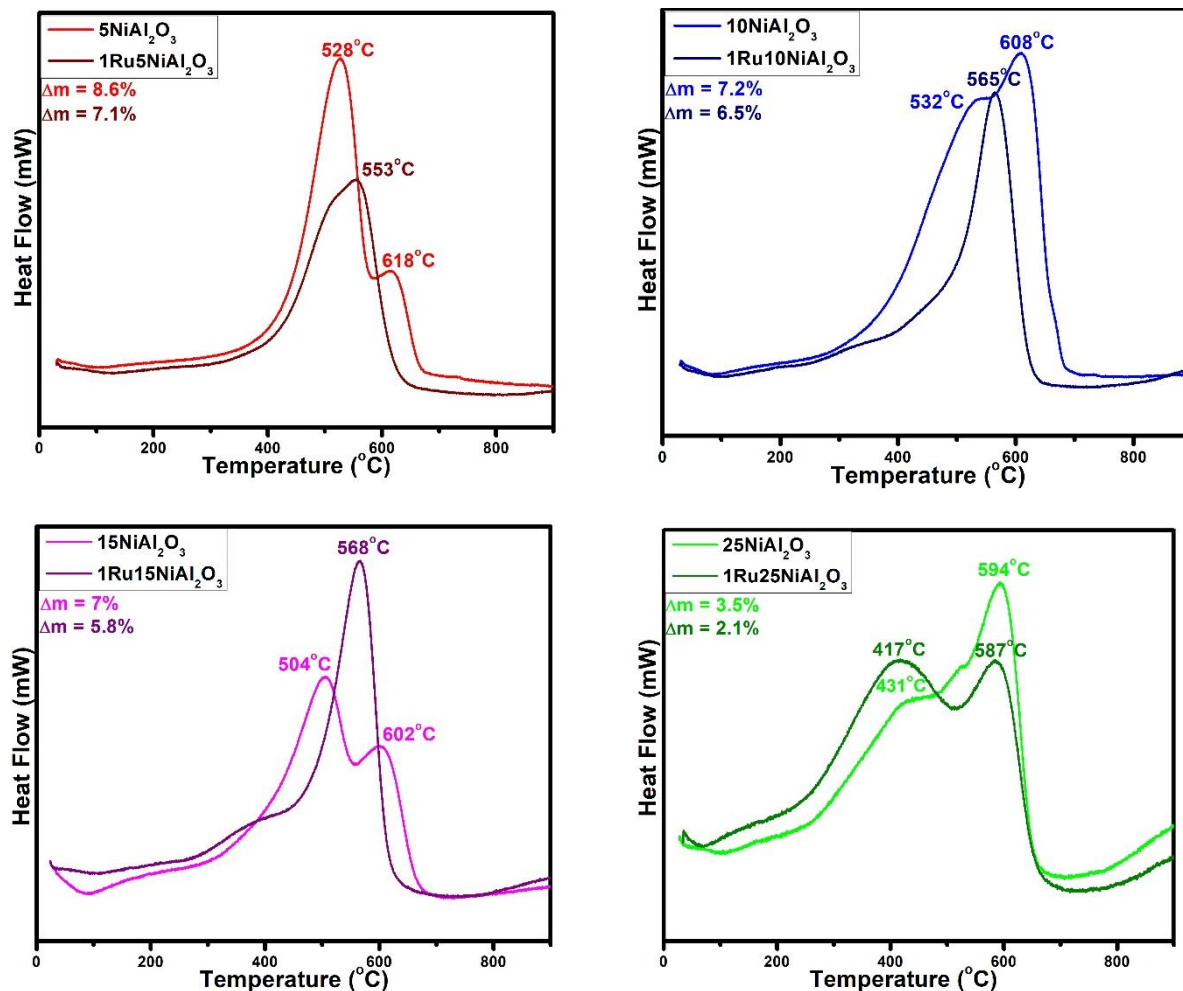 5NiAl₂O₃
1Ru5NiAl₂O₃
Δm = 8.6%
Δm = 7.1%
528°C
553°C
618°C
Heat Flow (mW)
0 200 400 600 800
Temperature (°C)
10NiAl₂O₃
1Ru10NiAl₂O₃
Δm = 7.2%
Δm = 6.5%
608°C
565°C
532°C
Heat Flow (mW)
0 200 400 600 800
Temperature (°C)
15NiAl₂O₃
1Ru15NiAl₂O₃
Δm = 7%
Δm = 5.8%
568°C
504°C
602°C
Heat Flow (mW)
0 200 400 600 800
Temperature (°C)
25NiAl₂O₃
1Ru25NiAl₂O₃
Δm = 3.5%
Δm = 2.1%
594°C
417°C
587°C
431°C
Heat Flow (mW)
0 200 400 600 800
Temperature (°C)